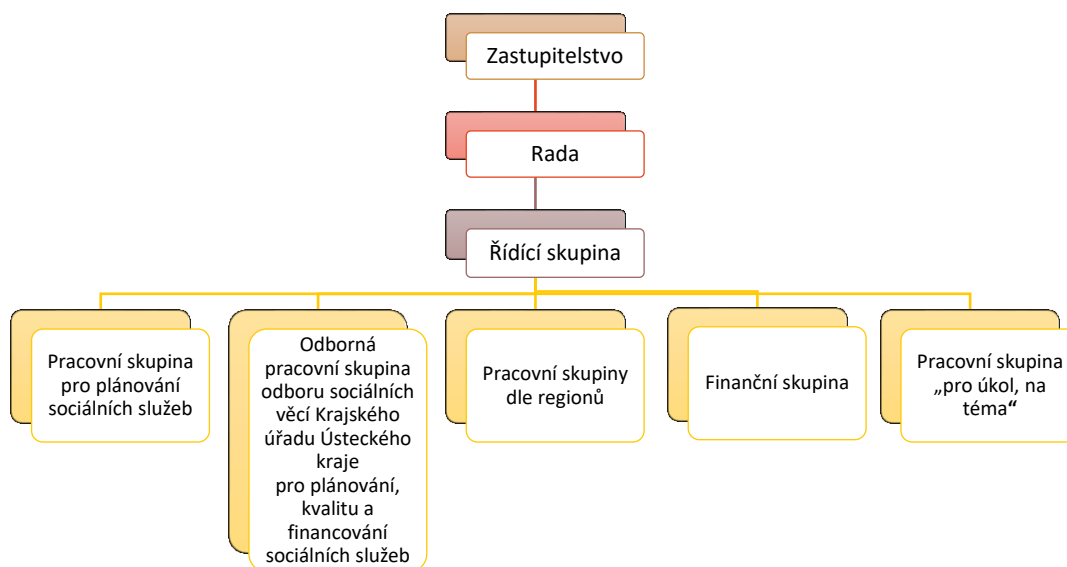 Zastupitelstvo
Rada
Řídící skupina
Pracovní skupina
pro plánování
sociálních služeb
Odborná
pracovní skupina
odboru sociálních
věcí Krajského
úřadu Ústeckého
kraje
pro plánování,
kvalitu a
financování
sociálních služeb
Pracovní skupiny
dle regionů
Finanční skupina
Pracovní skupina
„pro úkol, na
téma“